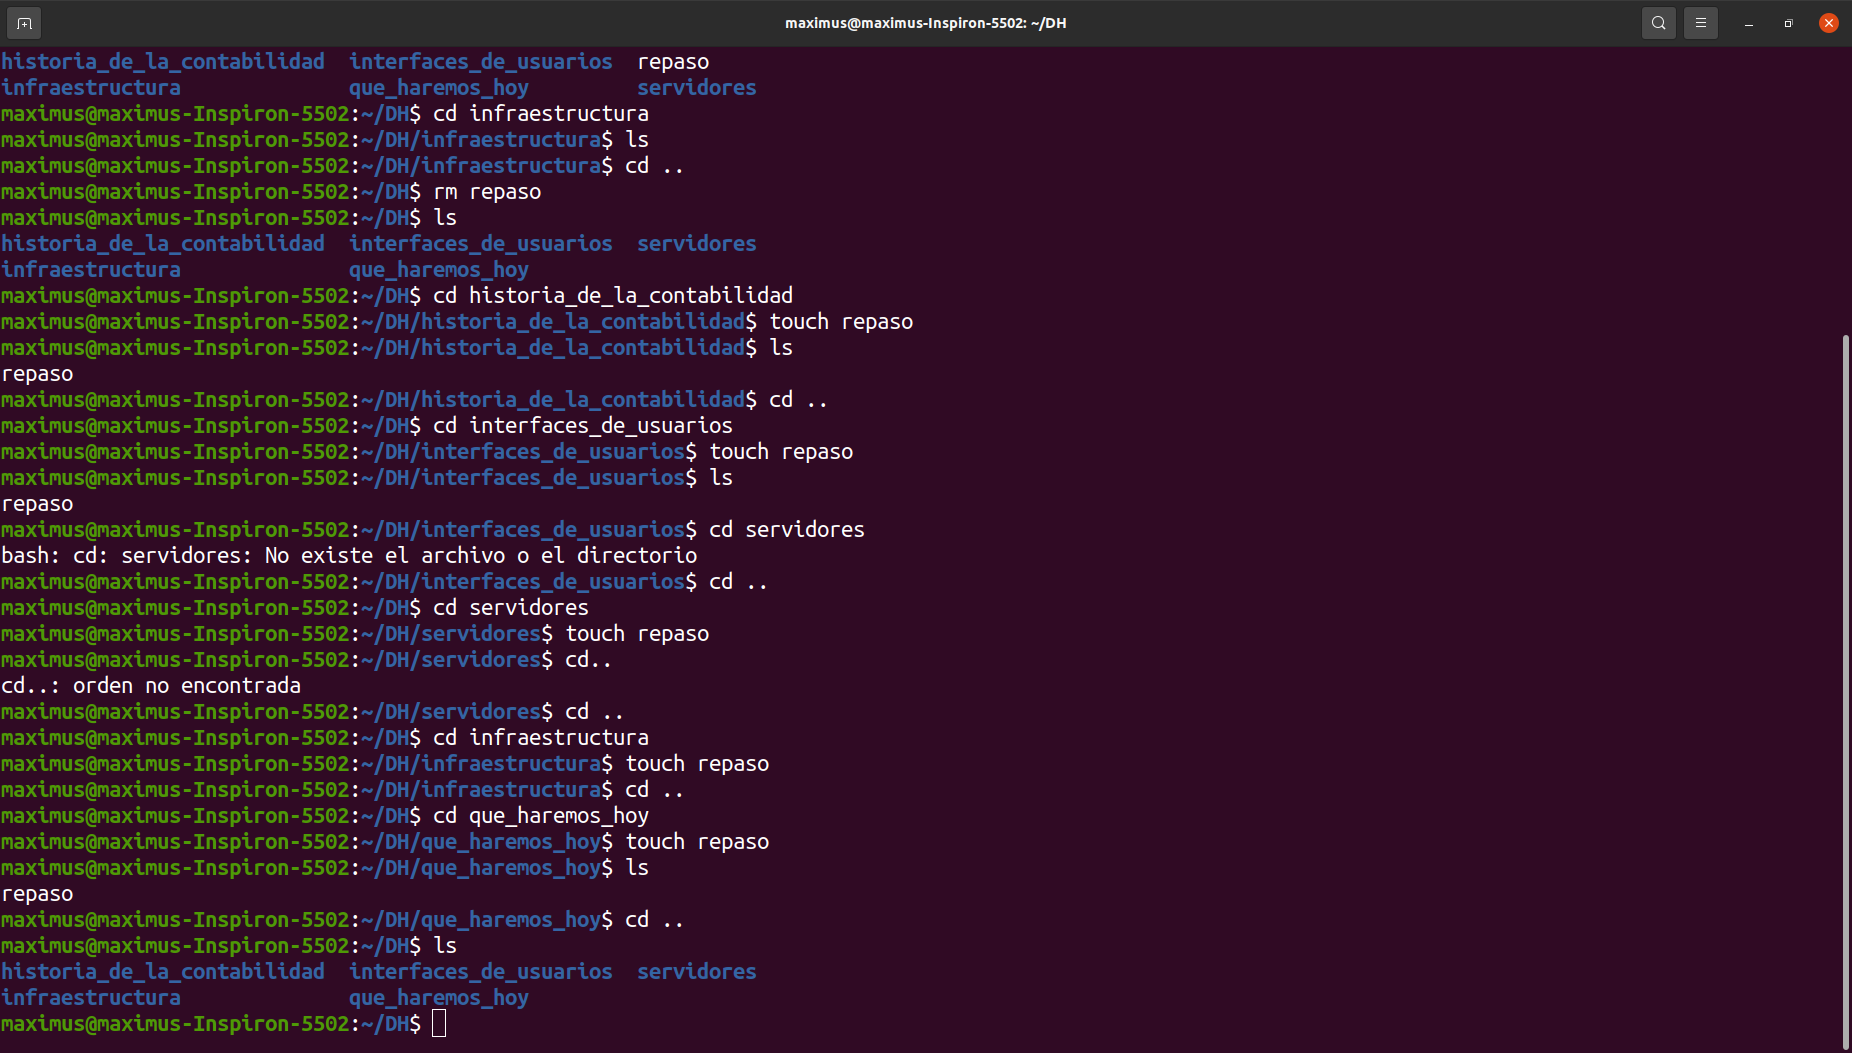 maximus@maximus-Inspiron-5502: ~/DH
historia_de_la_contabilidad  interfaces_de_usuarios  repaso
infraestructura              que_haremos_hoy         servidores
maximus@maximus-Inspiron-5502:~/DH$ cd infraestructura
maximus@maximus-Inspiron-5502:~/DH/infraestructura$ ls
maximus@maximus-Inspiron-5502:~/DH/infraestructura$ cd ..
maximus@maximus-Inspiron-5502:~/DH$ rm repaso
maximus@maximus-Inspiron-5502:~/DH$ ls
historia_de_la_contabilidad  interfaces_de_usuarios  servidores
infraestructura              que_haremos_hoy
maximus@maximus-Inspiron-5502:~/DH$ cd historia_de_la_contabilidad
maximus@maximus-Inspiron-5502:~/DH/historia_de_la_contabilidad$ touch repaso
maximus@maximus-Inspiron-5502:~/DH/historia_de_la_contabilidad$ ls
repaso
maximus@maximus-Inspiron-5502:~/DH/historia_de_la_contabilidad$ cd ..
maximus@maximus-Inspiron-5502:~/DH$ cd interfaces_de_usuarios
maximus@maximus-Inspiron-5502:~/DH/interfaces_de_usuarios$ touch repaso
maximus@maximus-Inspiron-5502:~/DH/interfaces_de_usuarios$ ls
repaso
maximus@maximus-Inspiron-5502:~/DH/interfaces_de_usuarios$ cd servidores
bash: cd: servidores: No existe el archivo o el directorio
maximus@maximus-Inspiron-5502:~/DH/interfaces_de_usuarios$ cd ..
maximus@maximus-Inspiron-5502:~/DH$ cd servidores
maximus@maximus-Inspiron-5502:~/DH/servidores$ touch repaso
maximus@maximus-Inspiron-5502:~/DH/servidores$ cd..
cd..: orden no encontrada
maximus@maximus-Inspiron-5502:~/DH/servidores$ cd ..
maximus@maximus-Inspiron-5502:~/DH$ cd infraestructura
maximus@maximus-Inspiron-5502:~/DH/infraestructura$ touch repaso
maximus@maximus-Inspiron-5502:~/DH/infraestructura$ cd ..
maximus@maximus-Inspiron-5502:~/DH$ cd que_haremos_hoy
maximus@maximus-Inspiron-5502:~/DH/que_haremos_hoy$ touch repaso
maximus@maximus-Inspiron-5502:~/DH/que_haremos_hoy$ ls
repaso
maximus@maximus-Inspiron-5502:~/DH/que_haremos_hoy$ cd ..
maximus@maximus-Inspiron-5502:~/DH$ ls
historia_de_la_contabilidad  interfaces_de_usuarios  servidores
infraestructura              que_haremos_hoy
maximus@maximus-Inspiron-5502:~/DH$